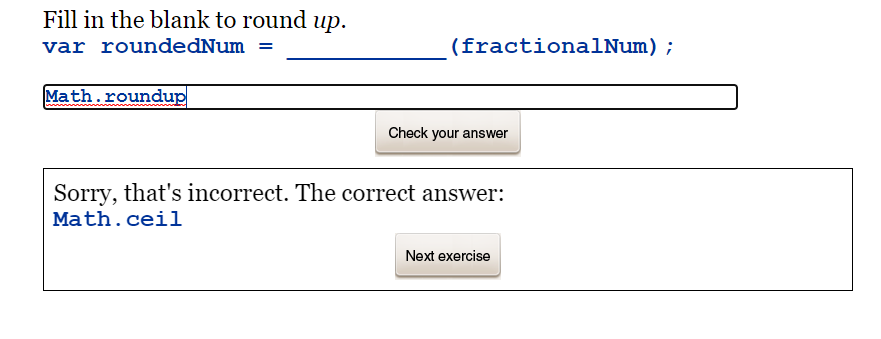 Fill in the blank to round up.
var roundedNum = ___________(fractionalNum);
Math.roundup
Check your answer
Sorry, that's incorrect. The correct answer:
Math.ceil
Next exercise